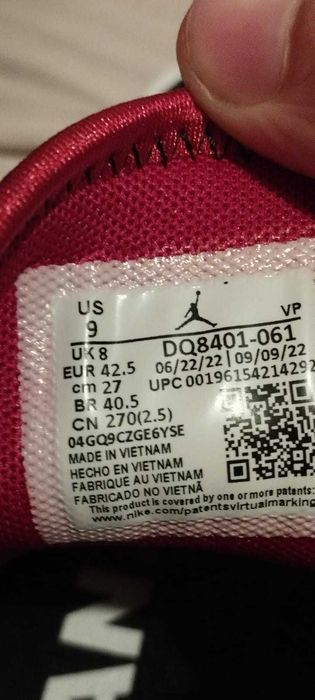 US
9
VP
UK 8
DQ8401-061
EUR 42.5
06/22/22 | 09/09/22
cm 27
UPC 00196154214292
BR 40.5
CN 270(2.5)
04GQ9CZGE6YSE
MADE IN VIETNAM
HECHO EN VIETNAM
FABRIQUE AU VIETNAM
FABRICADO NO VIETNÃ
This product is covered by one or more patents:
www.nike.com/patentsvirtualmarking